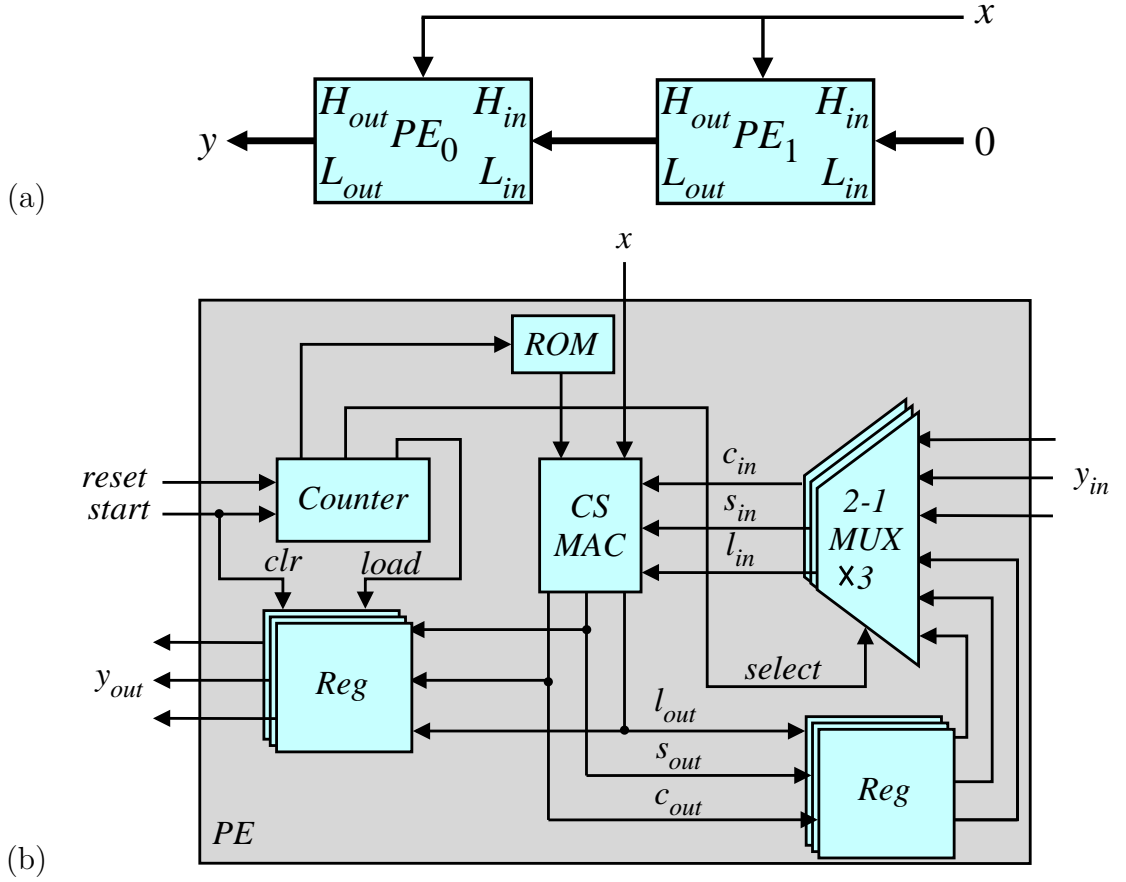 x
H_out H_in H_out H_in
y PE_0 PE_1 0
L_out L_in L_out L_in
(a)
x
ROM
reset
start
Counter
clr load
CS
MAC
c_in
s_in
l_in
2-1
MUX
×3
y_in
y_out
Reg
select
l_out
s_out
c_out
Reg
PE
(b)